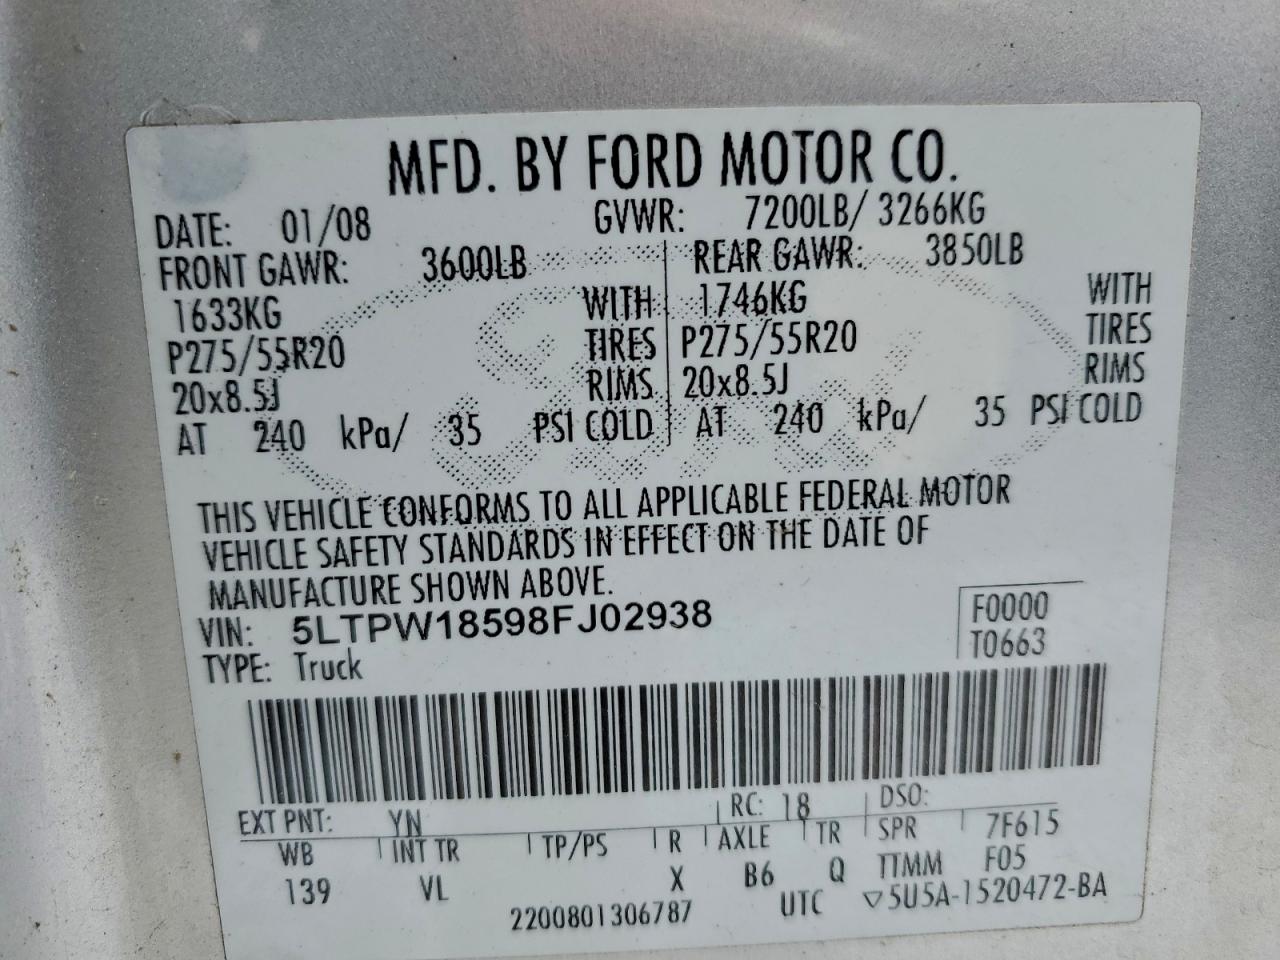 MFD. BY FORD MOTOR CO.
DATE: 01/08 GVWR: 7200LB/ 3266KG
FRONT GAWR: 3600LB REAR GAWR: 3850LB
1633KG WITH 1746KG WITH
P275/55R20 TIRES P275/55R20 TIRES
20x8.5J RIMS 20x8.5J RIMS
AT 240 kPa/ 35 PSI COLD AT 240 kPa/ 35 PSI COLD
THIS VEHICLE CONFORMS TO ALL APPLICABLE FEDERAL MOTOR
VEHICLE SAFETY STANDARDS IN EFFECT ON THE DATE OF
MANUFACTURE SHOWN ABOVE.
VIN: 5LTPW18598FJ02938 F0000
TYPE: Truck T0663
EXT PNT: YN RC: 18 DSO:
WB INT TR TP/PS R AXLE TR SPR 7F615
139 VL X B6 Q TTMM F05
2200801306787 UTC ▽5U5A-1520472-BA